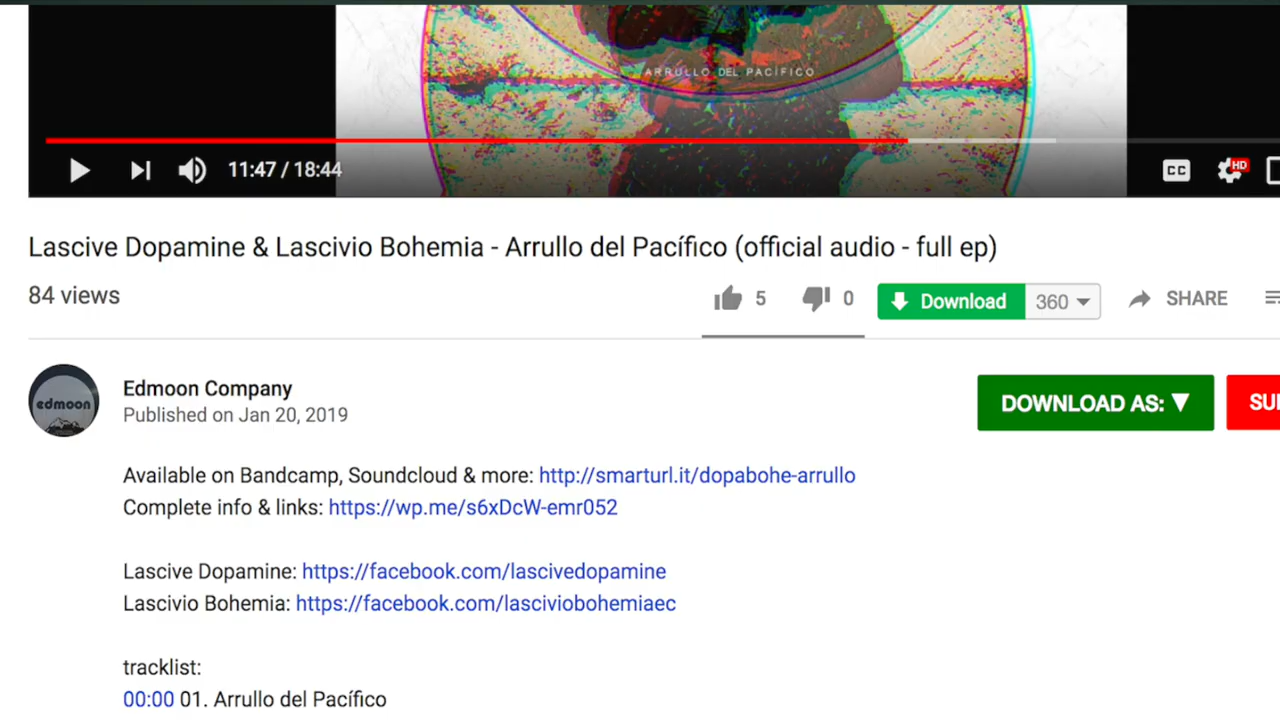 ARRULLO DEL PACÍFICO
11:47 / 18:44
CC
HD
Lascive Dopamine & Lascivio Bohemia - Arrullo del Pacífico (official audio - full ep)
84 views
5
0
Download
360
SHARE
edmoon
Edmoon Company
Published on Jan 20, 2019
DOWNLOAD AS: ▼
Available on Bandcamp, Soundcloud & more: http://smarturl.it/dopabohe-arrullo
Complete info & links: https://wp.me/s6xDcW-emr052
Lascive Dopamine: https://facebook.com/lascivedopamine
Lascivio Bohemia: https://facebook.com/lasciviobohemiaec
tracklist:
00:00 01. Arrullo del Pacífico